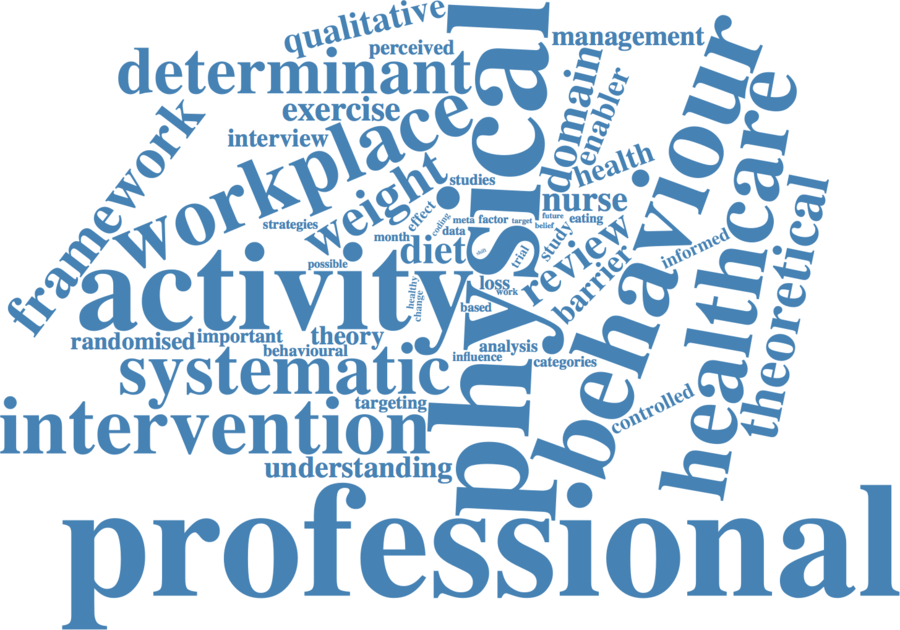 qualitative
perceived
management
determinant
physical
domain
enabler
exercise
interview
workplace
behaviour
healthcare
framework
health
studies
weight
nurse
strategies
effect
coding
meta
factor
target
future
belief
eating
data
month
diet
trial
study
review
barrier
informed
theoretical
activity
possible
loss
work
healthy
change
based
randomised
important
theory
behavioural
analysis
influence
categories
systematic
targeting
controlled
intervention
understanding
professional